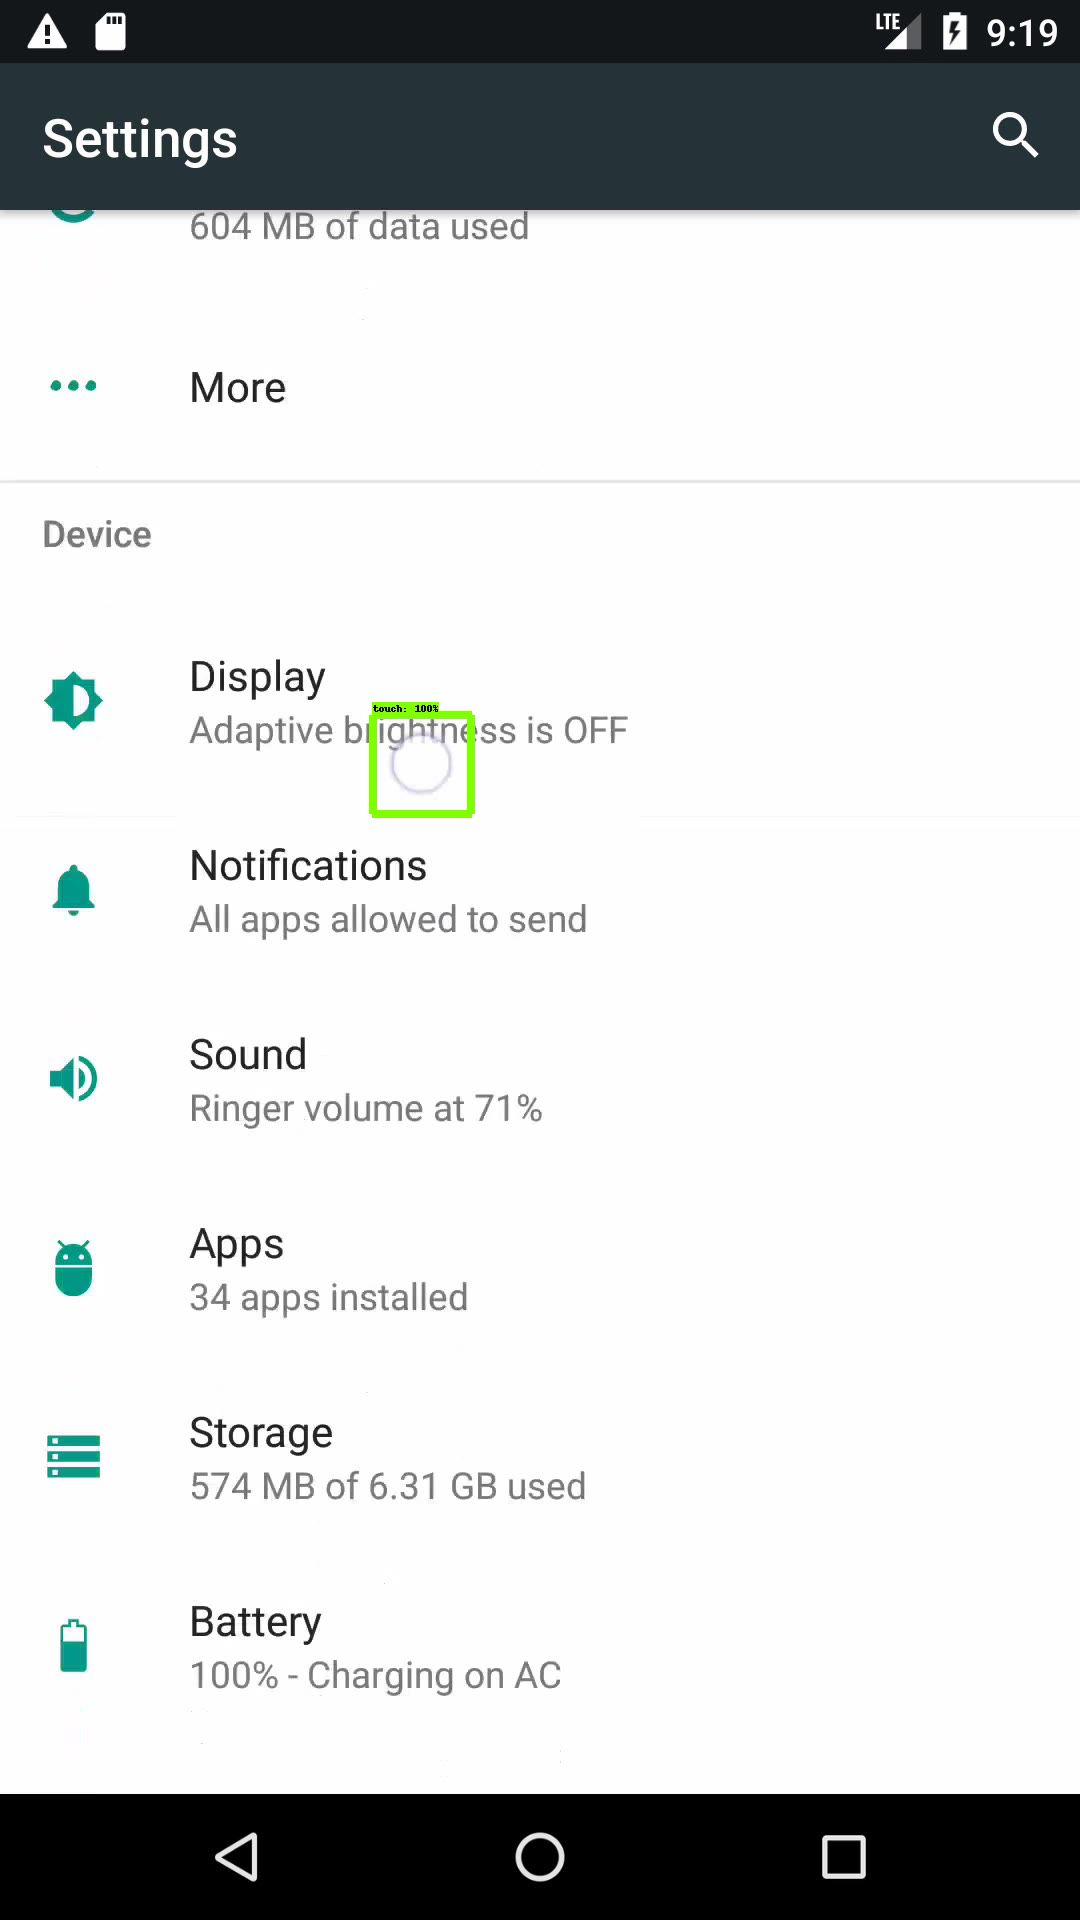 LTE 9:19
Settings
604 MB of data used
More
Device
Display
touch: 100%
Adaptive brightness is OFF
Notifications
All apps allowed to send
Sound
Ringer volume at 71%
Apps
34 apps installed
Storage
574 MB of 6.31 GB used
Battery
100% - Charging on AC